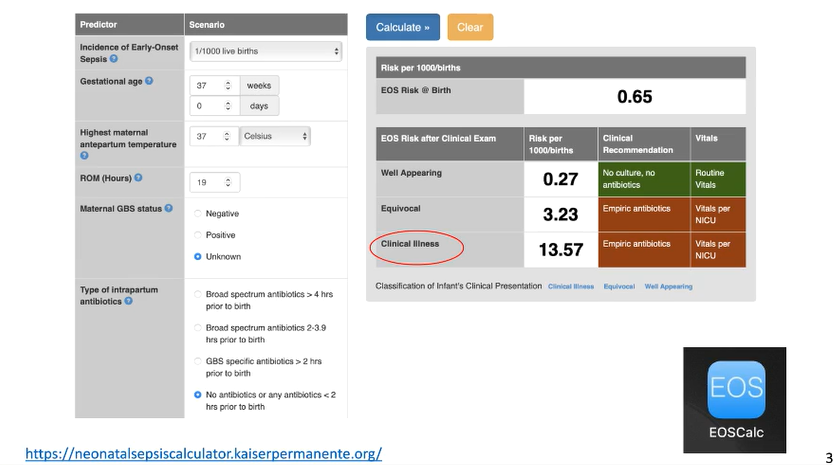 Predictor
Scenario
Incidence of Early-Onset
Sepsis ?
1/1000 live births
Gestational age ?
37
weeks
0
days
Highest maternal
antepartum temperature
?
37
Celsius
ROM (Hours) ?
19
Maternal GBS status ?
Negative
Positive
Unknown
Type of intrapartum
antibiotics ?
Broad spectrum antibiotics > 4 hrs
prior to birth
Broad spectrum antibiotics 2-3.9
hrs prior to birth
GBS specific antibiotics > 2 hrs
prior to birth
No antibiotics or any antibiotics < 2
hrs prior to birth
Calculate »
Clear
Risk per 1000/births
EOS Risk @ Birth
0.65
EOS Risk after Clinical Exam
Risk per
1000/births
Clinical
Recommendation
Vitals
Well Appearing
0.27
No culture, no
antibiotics
Routine
Vitals
Equivocal
3.23
Empiric antibiotics
Vitals per
NICU
Clinical Illness
13.57
Empiric antibiotics
Vitals per
NICU
Classification of Infant's Clinical Presentation Clinical Illness Equivocal Well Appearing
EOS
EOSCalc
https://neonatalsepsiscalculator.kaiserpermanente.org/
3